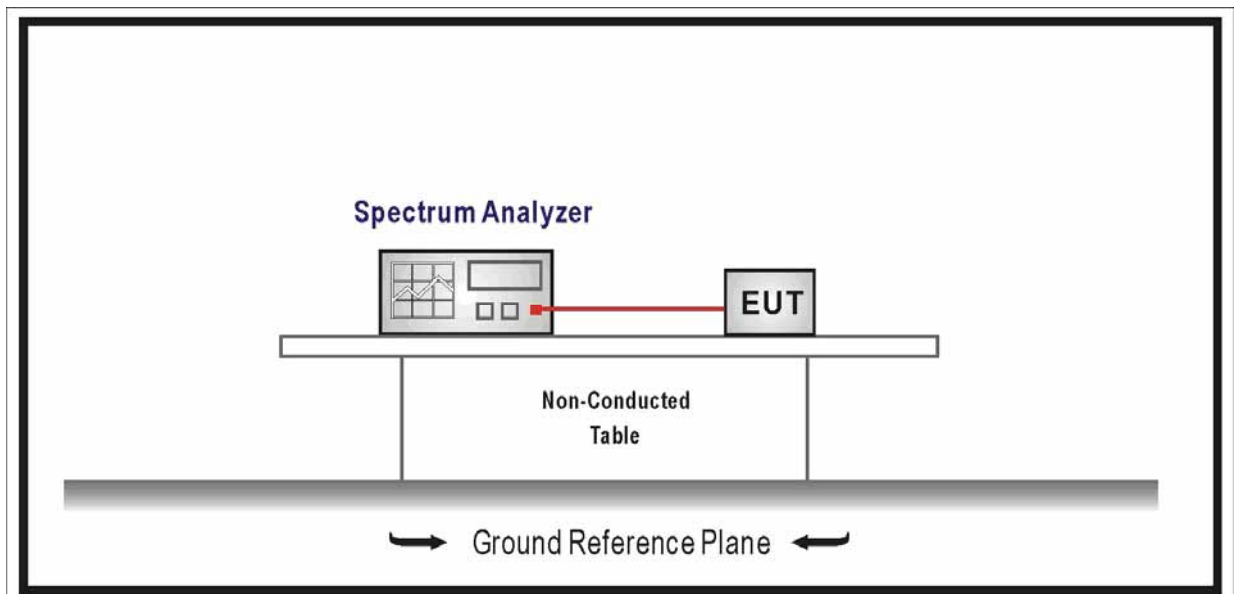 Spectrum Analyzer
EUT
Non-Conducted
Table
Ground Reference Plane